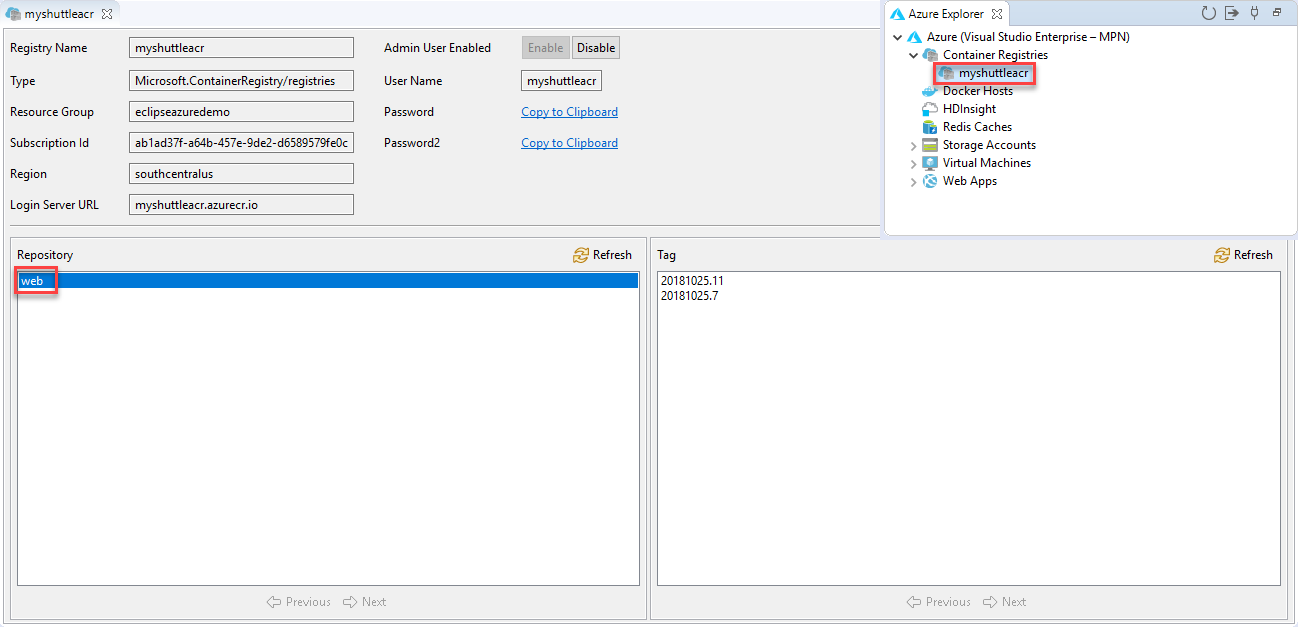 myshuttleacr
Registry Name myshuttleacr Admin User Enabled Enable Disable
Type Microsoft.ContainerRegistry/registries User Name myshuttleacr
Resource Group eclipseazuredemo Password Copy to Clipboard
Subscription Id ab1ad37f-a64b-457e-9de2-d6589579fe0c Password2 Copy to Clipboard
Region southcentralus
Login Server URL myshuttleacr.azurecr.io
Azure Explorer
Azure (Visual Studio Enterprise – MPN)
Container Registries
myshuttleacr
Docker Hosts
HDInsight
Redis Caches
Storage Accounts
Virtual Machines
Web Apps
Repository Refresh
web
Previous Next
Tag Refresh
20181025.11
20181025.7
Previous Next